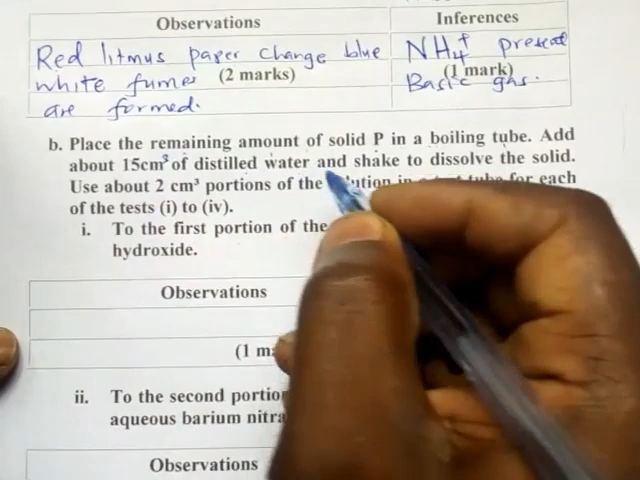 Observations Inferences
Red litmus paper change blue NH4+ present
white fumes (2 marks) (1 mark)
Basic gas.
are formed.
b. Place the remaining amount of solid P in a boiling tube. Add
about 15cm³ of distilled water and shake to dissolve the solid.
Use about 2 cm³ portions of the for each
of the tests (i) to (iv).
i. To the first portion of the
hydroxide.
Observations
(1
ii. To the second
aqueous barium
Observations